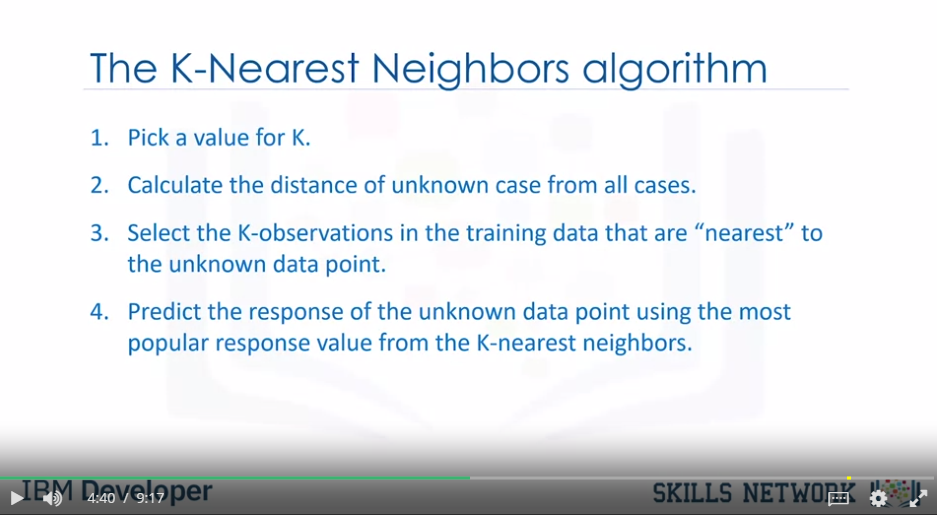 The K-Nearest Neighbors algorithm
1. Pick a value for K.
2. Calculate the distance of unknown case from all cases.
3. Select the K-observations in the training data that are “nearest” to
the unknown data point.
4. Predict the response of the unknown data point using the most
popular response value from the K-nearest neighbors.
IBM Developer
4:40 / 9:17
SKILLS NETWORK